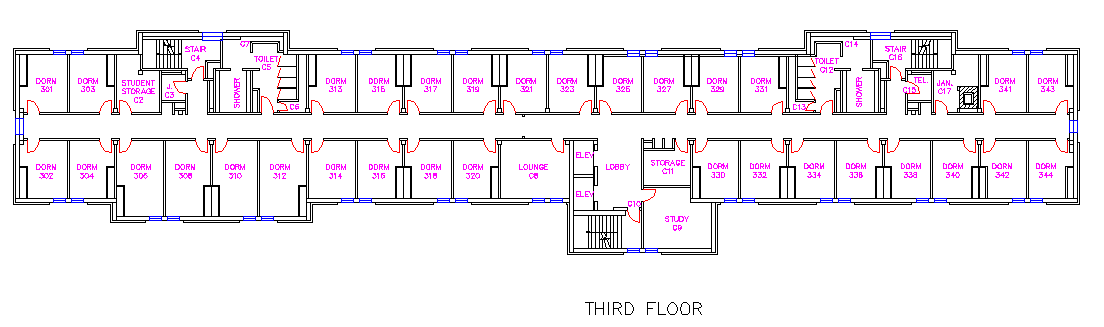 STAIR
C4
C7
TOILET
C5
C14
TOILET
C12
STAIR
C16
DORM
301
DORM
303
STUDENT
STORAGE
C2
J.
C3
SHOWER
C6
DORM
313
DORM
315
DORM
317
DORM
319
DORM
321
DORM
323
DORM
325
DORM
327
DORM
329
DORM
331
C13
SHOWER
TEL.
C15
JAN.
C17
DORM
341
DORM
343
DORM
302
DORM
304
DORM
306
DORM
308
DORM
310
DORM
312
DORM
314
DORM
316
DORM
318
DORM
320
LOUNGE
C8
ELEV
ELEV
LOBBY
STORAGE
C11
DORM
330
DORM
332
DORM
334
DORM
336
DORM
338
DORM
340
DORM
342
DORM
344
C10
STUDY
C9
THIRD FLOOR